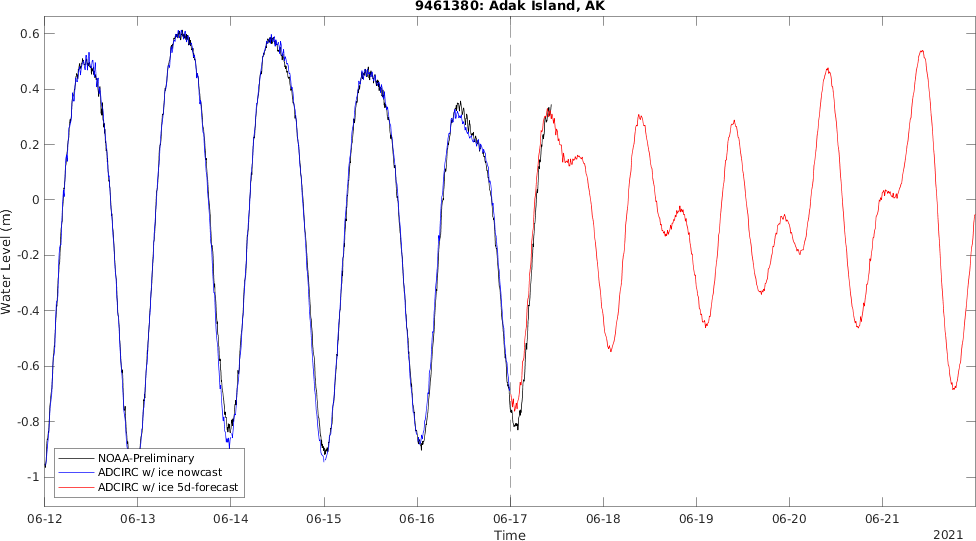 9461380: Adak Island, AK
Water Level (m)
0.6
0.4
0.2
0
-0.2
-0.4
-0.6
-0.8
-1
NOAA-Preliminary
ADCIRC w/ ice nowcast
ADCIRC w/ ice 5d-forecast
06-12 06-13 06-14 06-15 06-16 06-17 06-18 06-19 06-20 06-21
Time
2021